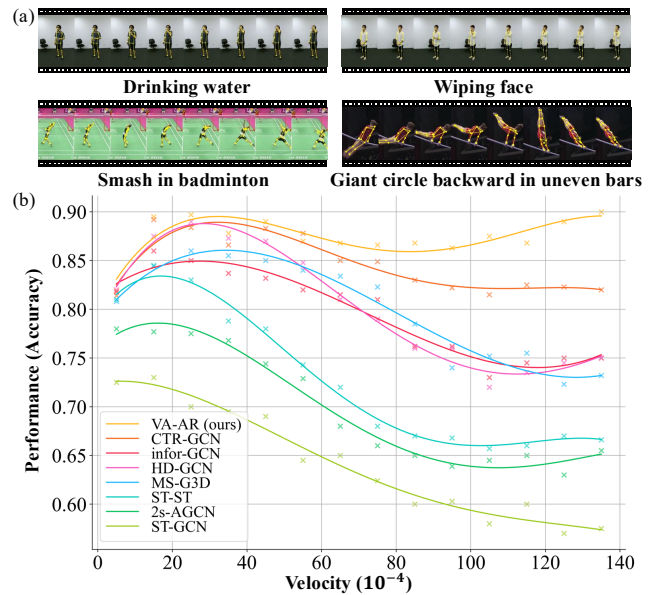 (a)
Drinking water
Wiping face
Smash in badminton
Giant circle backward in uneven bars
(b)
Performance (Accuracy)
0.90
0.85
0.80
0.75
0.70
0.65
0.60
VA-AR (ours)
CTR-GCN
infor-GCN
HD-GCN
MS-G3D
ST-ST
2s-AGCN
ST-GCN
0 20 40 60 80 100 120 140
Velocity (10⁻⁴)